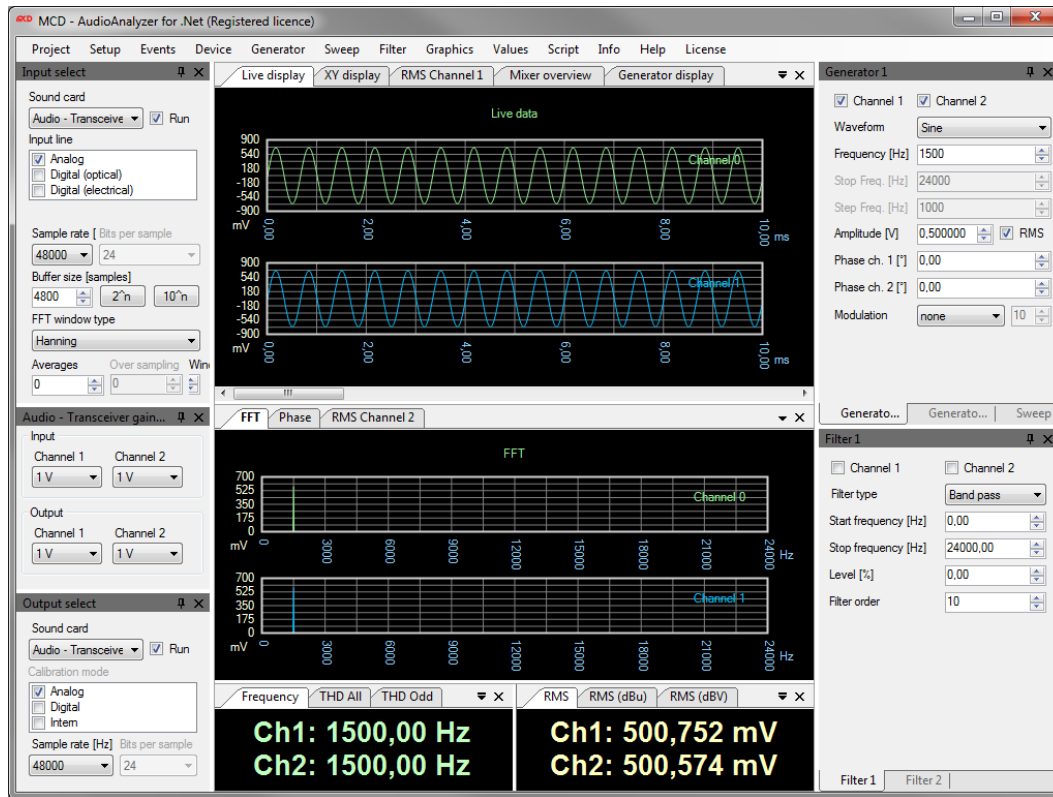 MCD MCD - AudioAnalyzer for .Net (Registered licence)
Project Setup Events Device Generator Sweep Filter Graphics Values Script Info Help License
Input select
Sound card
Audio - Transceive Run
Input line
Analog
Digital (optical)
Digital (electrical)
Sample rate [ Bits per sample
48000 24
Buffer size [samples]
4800 2^n 10^n
FFT window type
Hanning
Averages Over sampling Win
0 0
Audio - Transceiver gain...
Input
Channel 1 Channel 2
1 V 1 V
Output
Channel 1 Channel 2
1 V 1 V
Output select
Sound card
Audio - Transceive Run
Calibration mode
Analog
Digital
Intern
Sample rate [Hz] Bits per sample
48000 24
Live display XY display RMS Channel 1 Mixer overview Generator display
Live data
900
540
180
-180
-540
-900
mV
Channel 0
0,00 2,00 4,00 6,00 8,00 10,00 ms
900
540
180
-180
-540
-900
mV
Channel 1
0,00 2,00 4,00 6,00 8,00 10,00 ms
FFT Phase RMS Channel 2
FFT
700
525
350
175
0
mV
Channel 0
0 3000 6000 9000 12000 15000 18000 21000 24000 Hz
700
525
350
175
0
mV
Channel 1
0 3000 6000 9000 12000 15000 18000 21000 24000 Hz
Frequency THD All THD Odd
Ch1: 1500,00 Hz
Ch2: 1500,00 Hz
RMS RMS (dBu) RMS (dBV)
Ch1: 500,752 mV
Ch2: 500,574 mV
Generator 1
Channel 1 Channel 2
Waveform Sine
Frequency [Hz] 1500
Stop Freq. [Hz] 24000
Step Freq. [Hz] 1000
Amplitude [V] 0,500000 RMS
Phase ch. 1 [°] 0,00
Phase ch. 2 [°] 0,00
Modulation none 10
Generato... Generato... Sweep
Filter 1
Channel 1 Channel 2
Filter type Band pass
Start frequency [Hz] 0,00
Stop frequency [Hz] 24000,00
Level [%] 0,00
Filter order 10
Filter 1 Filter 2